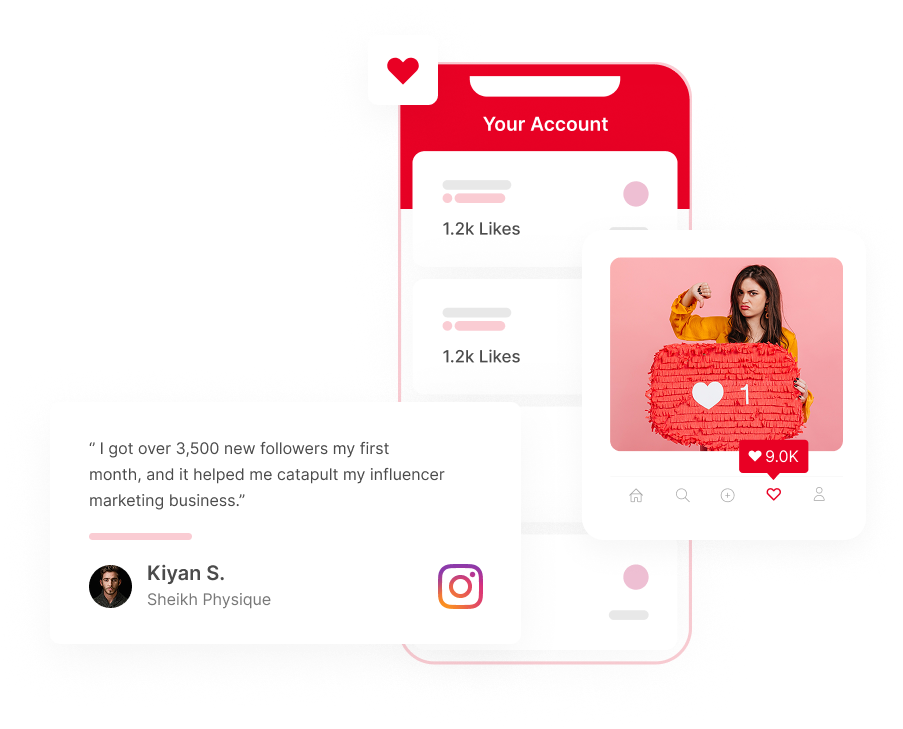 Your Account
1.2k Likes
1.2k Likes
1
9.0K
“ I got over 3,500 new followers my first
month, and it helped me catapult my influencer
marketing business.”
Kiyan S.
Sheikh Physique